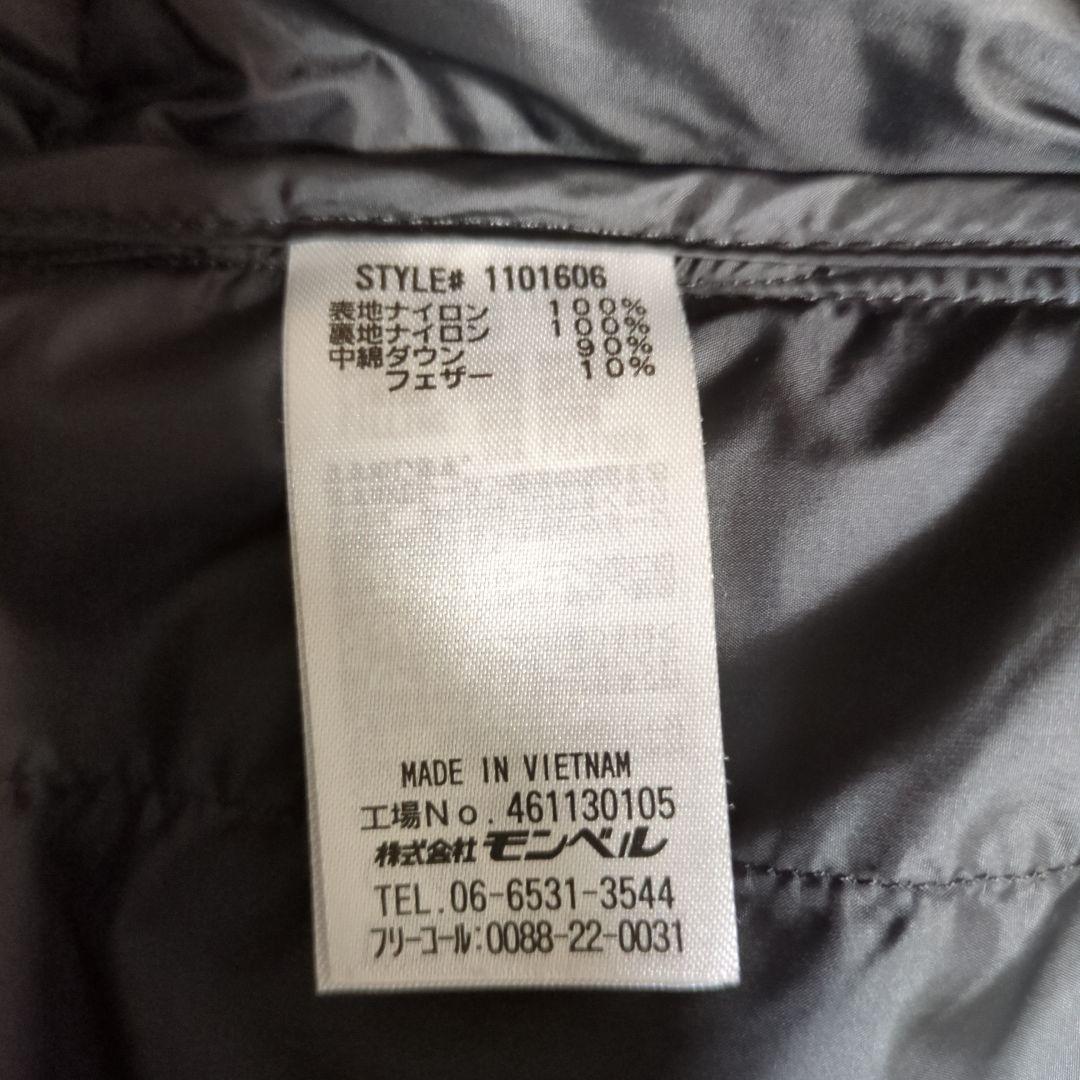 STYLE# 1101606
表地ナイロン 100%
裏地ナイロン 100%
中綿ダウン 90%
フェザー 10%
MADE IN VIETNAM
工場No.461130105
株式会社モンベル
TEL.06-6531-3544
フリーコール:0088-22-0031